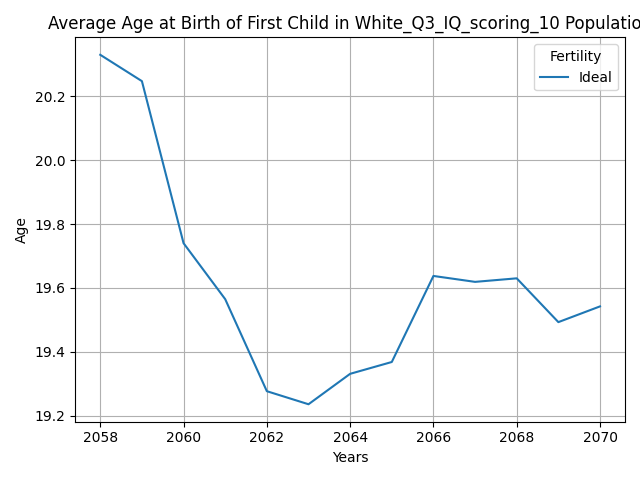 Average Age at Birth of First Child in White_Q3_IQ_scoring_10 Populatio
Fertility
Ideal
Age
20.2
20.0
19.8
19.6
19.4
19.2
2058 2060 2062 2064 2066 2068 2070
Years